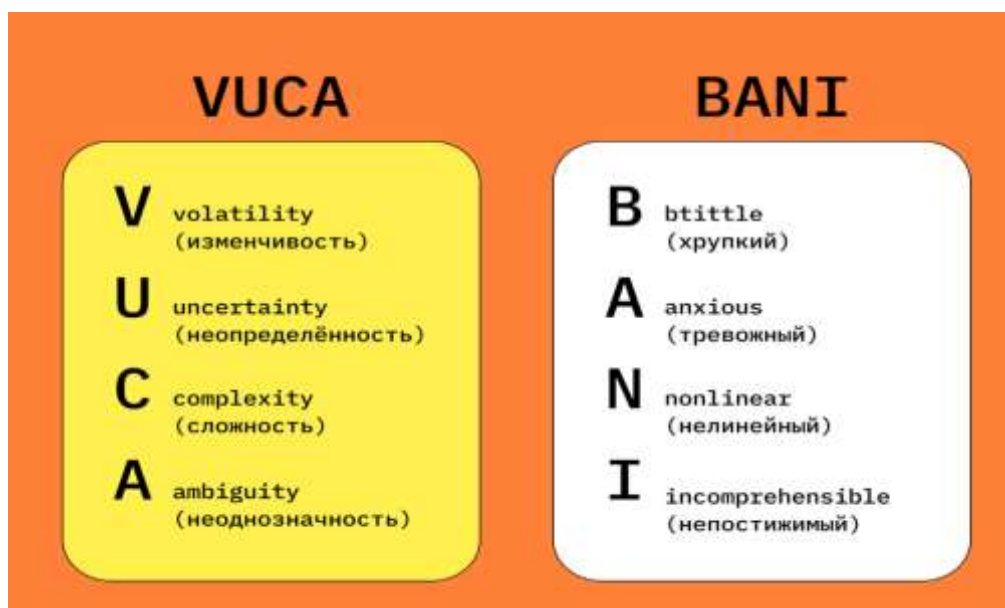 VUCA
V volatility
(изменчивость)
U uncertainty
(неопределённость)
C complexity
(сложность)
A ambiguity
(неоднозначность)
BANI
B btittle
(хрупкий)
A anxious
(тревожный)
N nonlinear
(нелинейный)
I incomprehensible
(непостижимый)